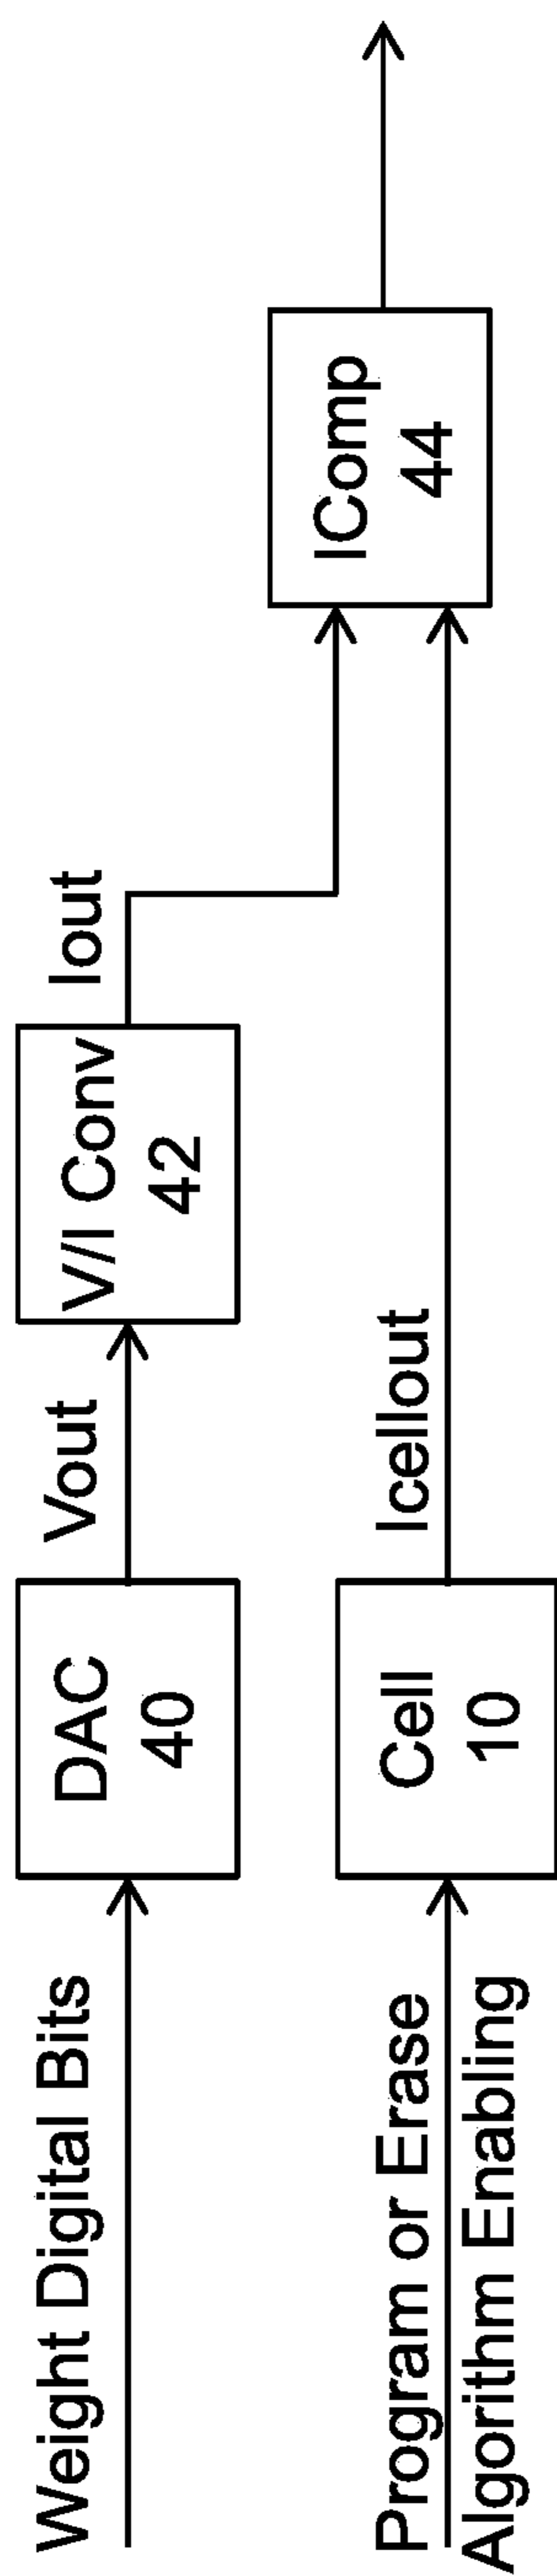 Weight Digital Bits
DAC
40
Vout
V/I Conv
42
Iout
IComp
44
Program or Erase
Algorithm Enabling
Cell
10
Icellout